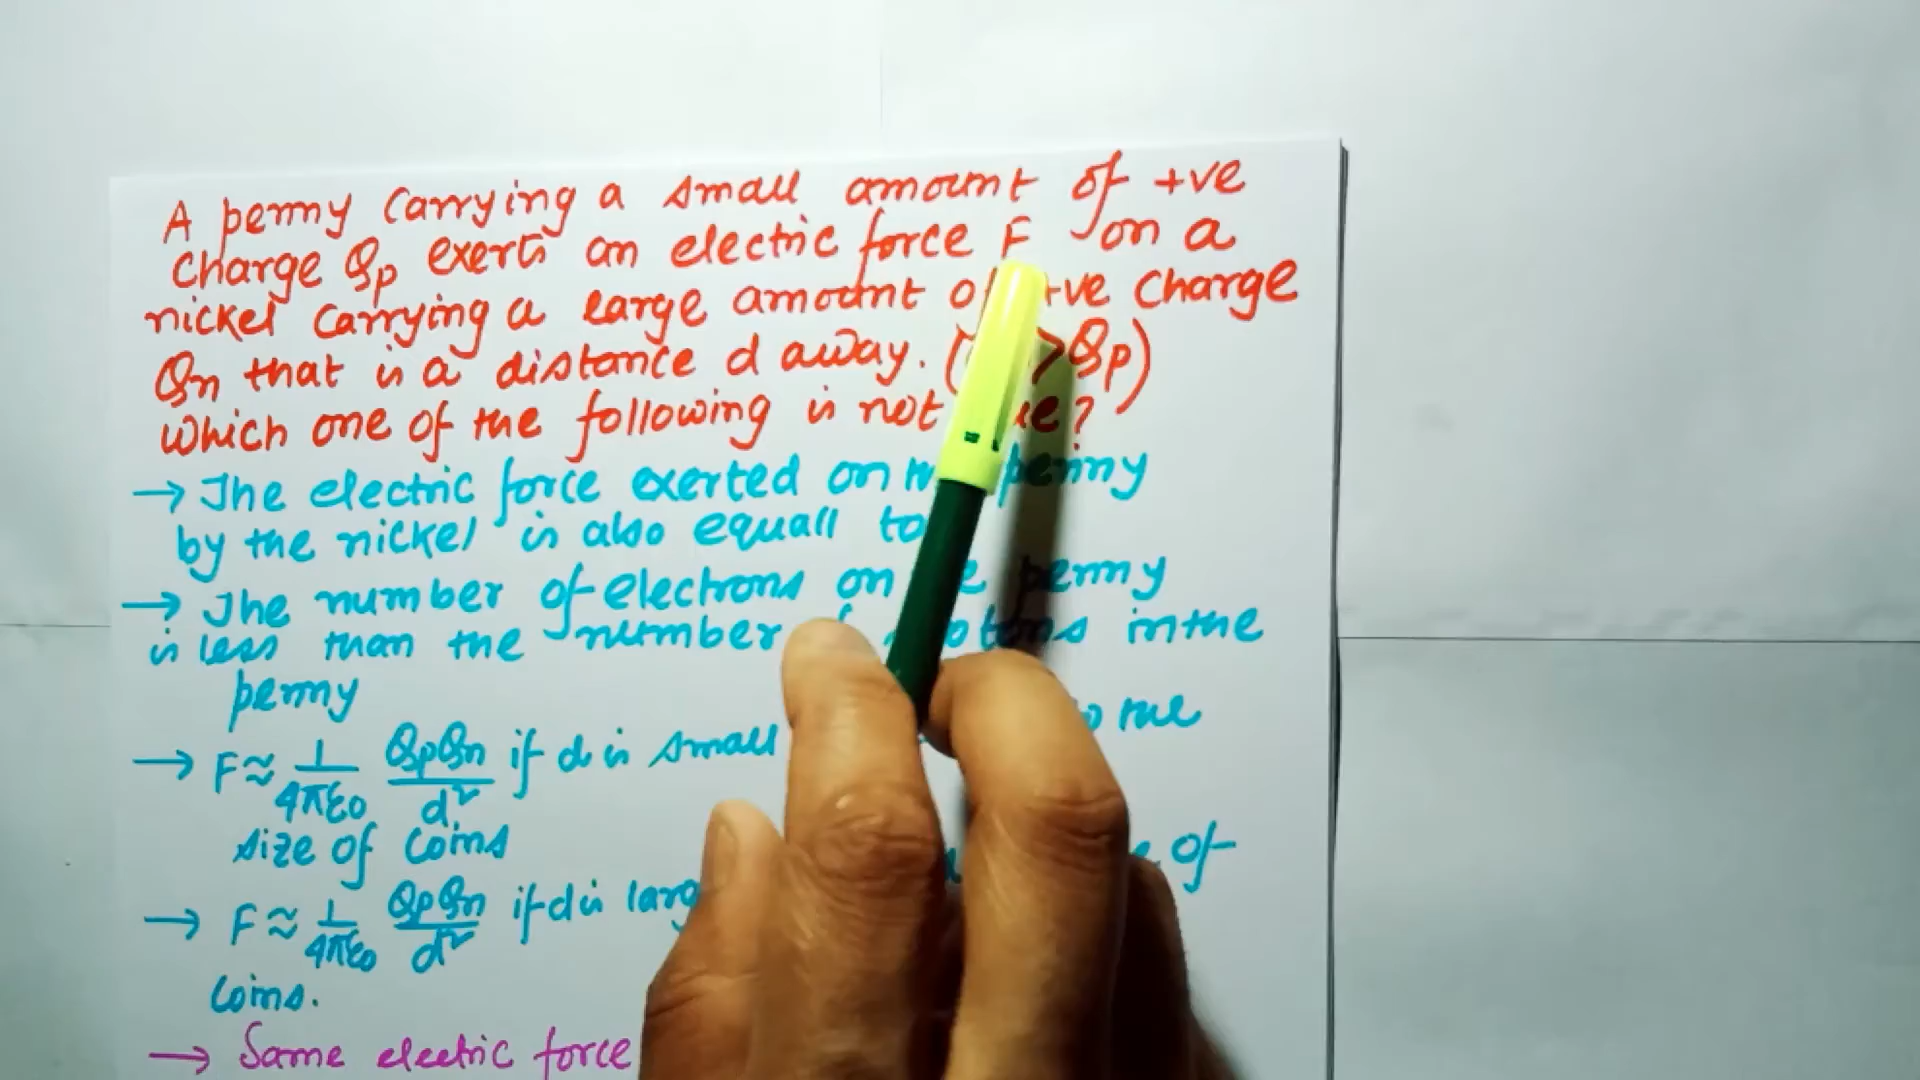 A penny carrying a small amount of +ve
charge Qp exerts an electric force F on a
nickel carrying a large amount of +ve charge
Qn that is a distance d away. ( > Qp)
which one of the following is not ?
→ The electric force exerted on penny
by the nickel is also equall to
→ The number of electrons on penny
is less than the number in the
penny
→ F ≈ 1/4πε0 QpQn/d² if d is small the
size of coins
→ F ≈ 1/4πε0 QpQn/d² if d is of
coins.
→ Same electric force